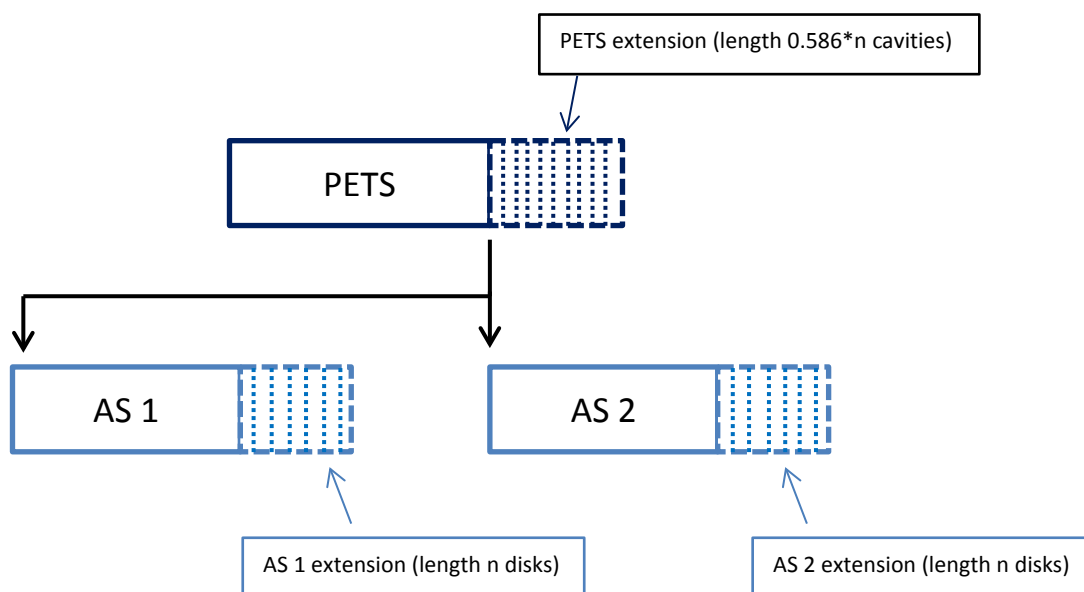 PETS extension (length 0.586*n cavities)
PETS
AS 1
AS 2
AS 1 extension (length n disks)
AS 2 extension (length n disks)